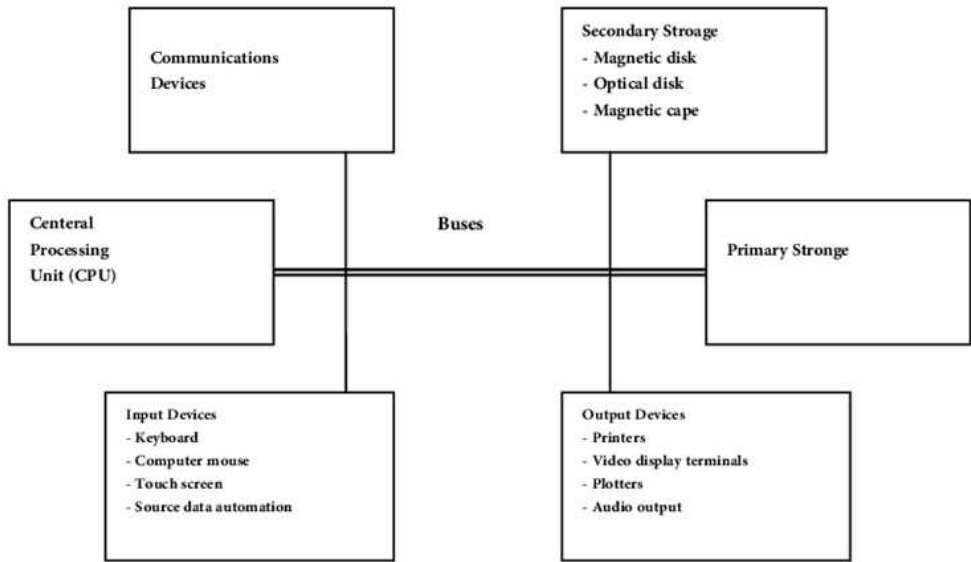 Communications
Devices
Secondary Stroage
- Magnetic disk
- Optical disk
- Magnetic cape
Centeral
Processing
Unit (CPU)
Buses
Primary Stronge
Input Devices
- Keyboard
- Computer mouse
- Touch screen
- Source data automation
Output Devices
- Printers
- Video display terminals
- Plotters
- Audio output